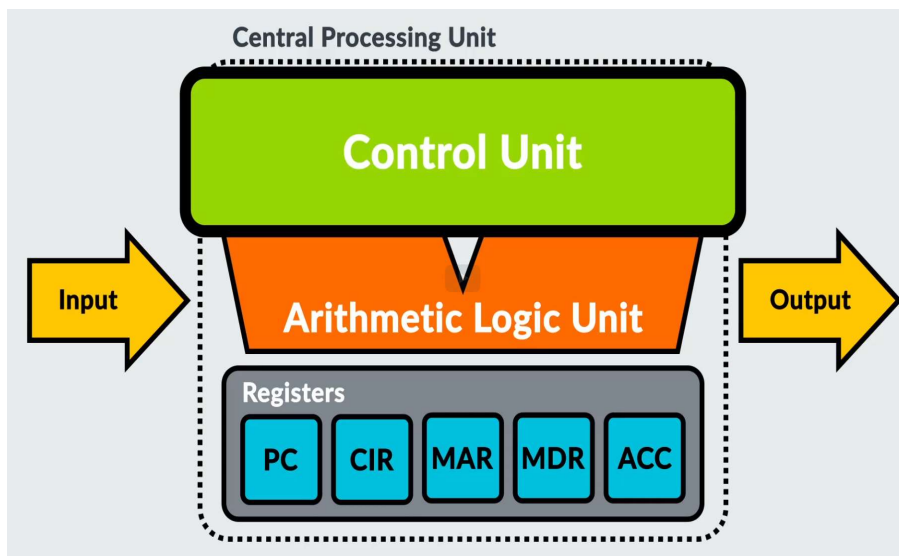 Central Processing Unit
Control Unit
Input
Arithmetic Logic Unit
Output
Registers
PC CIR MAR MDR ACC